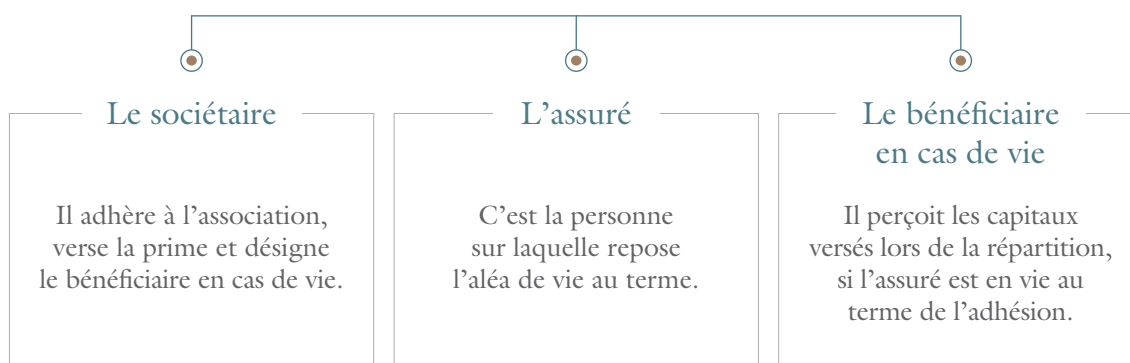 Le sociétaire
Il adhère à l’association,
verse la prime et désigne
le bénéficiaire en cas de vie.
L’assuré
C’est la personne
sur laquelle repose
l’aléa de vie au terme.
Le bénéficiaire
en cas de vie
Il perçoit les capitaux
versés lors de la répartition,
si l’assuré est en vie au
terme de l’adhésion.